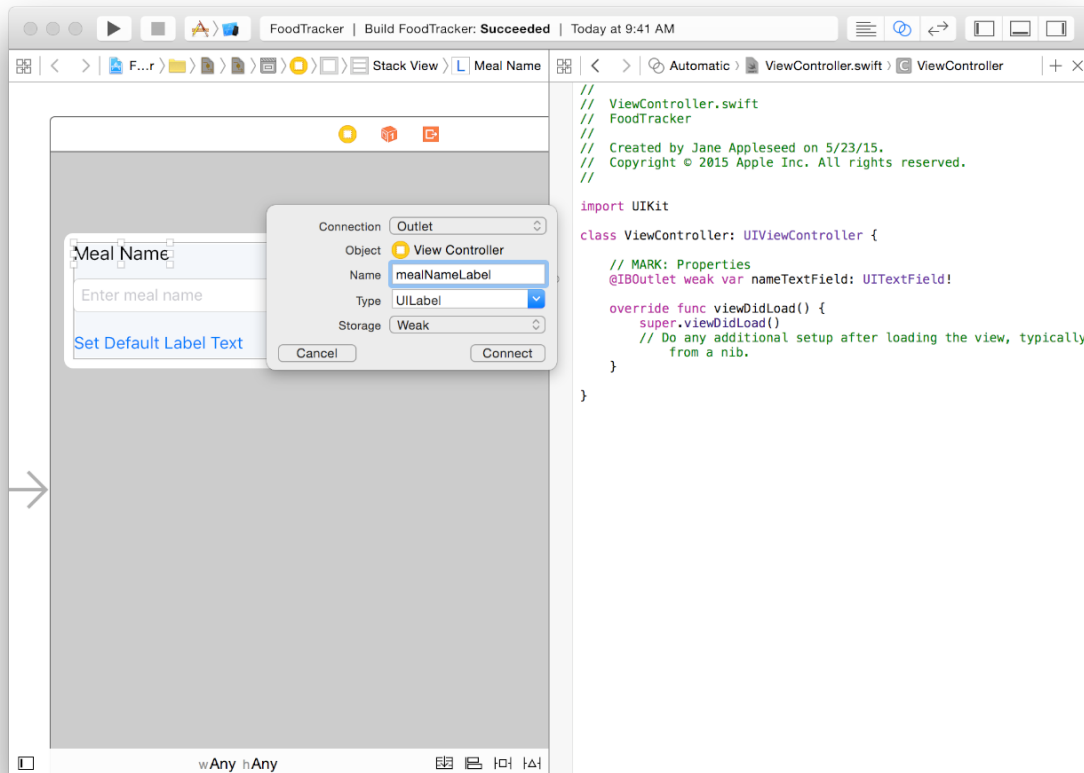 FoodTracker | Build FoodTracker: Succeeded | Today at 9:41 AM
F...r Stack View L Meal Name
Automatic ViewController.swift C ViewController
Meal Name
Enter meal name
Set Default Label Text
Connection Outlet
Object View Controller
Name mealNameLabel
Type UILabel
Storage Weak
Cancel Connect
wAny hAny
//
// ViewController.swift
// FoodTracker
//
// Created by Jane Appleseed on 5/23/15.
// Copyright © 2015 Apple Inc. All rights reserved.
//
import UIKit
class ViewController: UIViewController {
// MARK: Properties
@IBOutlet weak var nameTextField: UITextField!
override func viewDidLoad() {
super.viewDidLoad()
// Do any additional setup after loading the view, typically
from a nib.
}
}